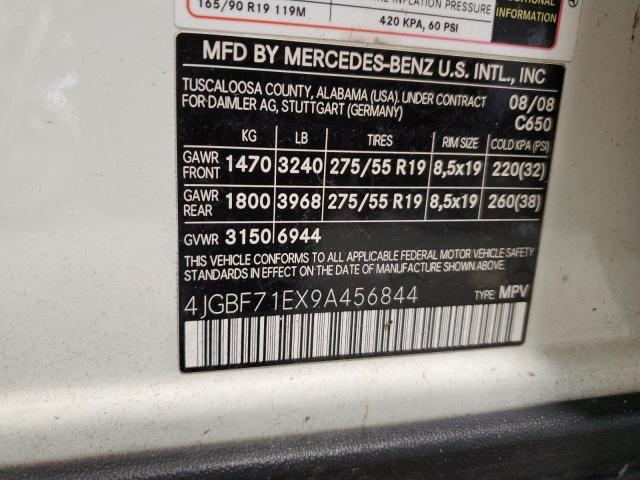 165/90 R19 119M
INFLATION PRESSURE
420 KPA, 60 PSI
INFORMATION
MFD BY MERCEDES-BENZ U.S. INTL., INC
TUSCALOOSA COUNTY, ALABAMA (USA). UNDER CONTRACT
FOR DAIMLER AG, STUTTGART (GERMANY)
08/08
C650
KG LB TIRES RIM SIZE COLD KPA (PSI)
GAWR
FRONT 1470 3240 275/55 R19 8,5x19 220(32)
GAWR
REAR 1800 3968 275/55 R19 8,5x19 260(38)
GVWR 3150 6944
THIS VEHICLE CONFORMS TO ALL APPLICABLE FEDERAL MOTOR VEHICLE SAFETY
STANDARDS IN EFFECT ON THE DATE OF MANUFACTURE SHOWN ABOVE.
4JGBF71EX9A456844 TYPE: MPV